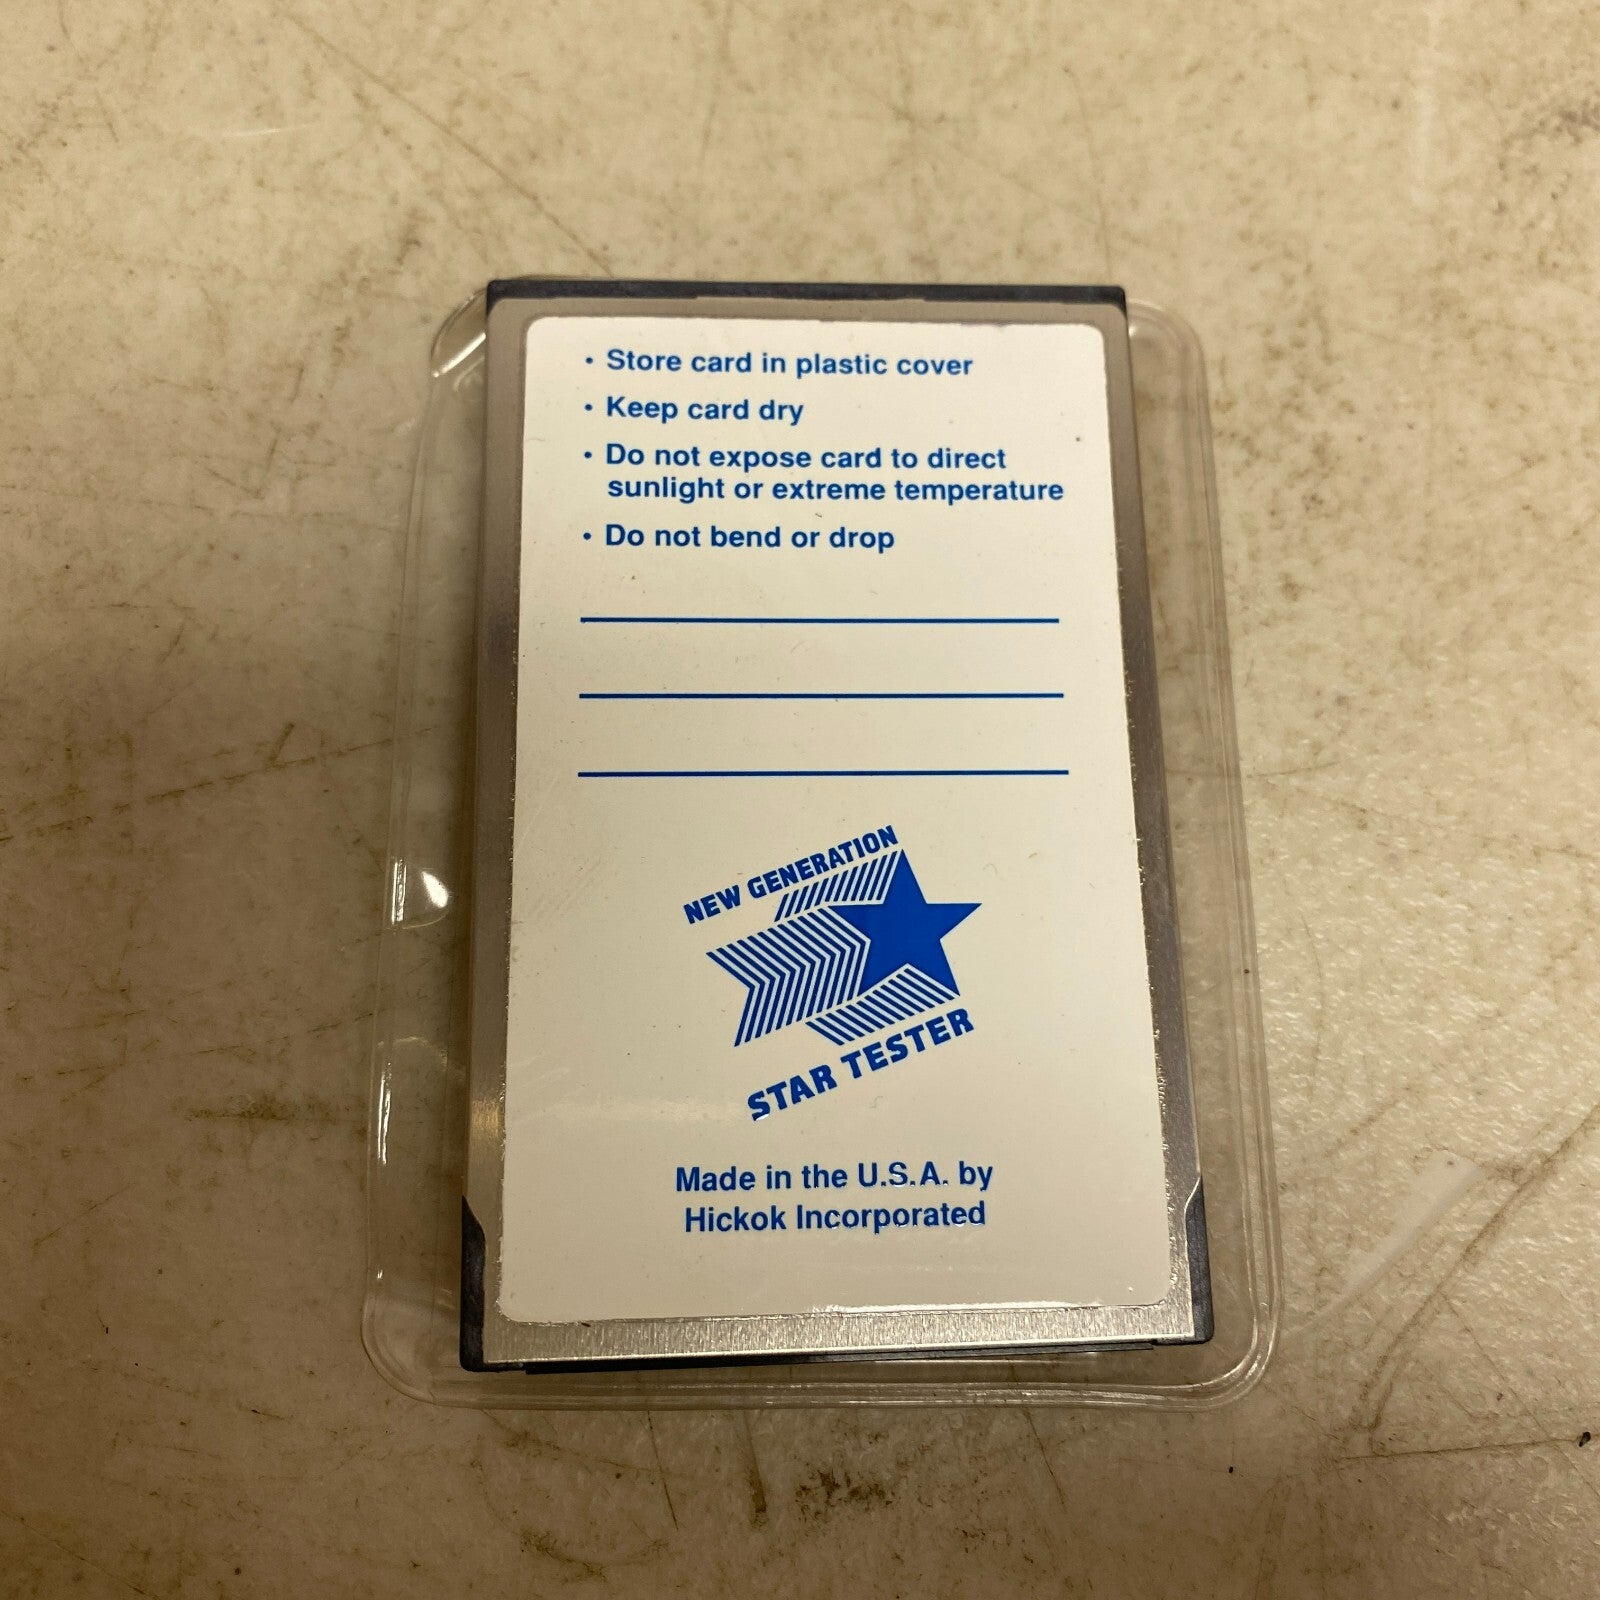 • Store card in plastic cover
• Keep card dry
• Do not expose card to direct
sunlight or extreme temperature
• Do not bend or drop
NEW GENERATION
STAR TESTER
Made in the U.S.A. by
Hickok Incorporated